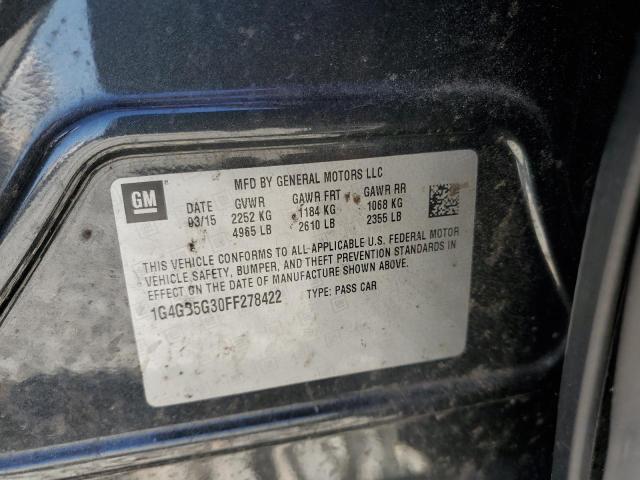 MFD BY GENERAL MOTORS LLC
GM
DATE GVWR GAWR FRT GAWR RR
03/15 2252 KG 1184 KG 1068 KG
4965 LB 2610 LB 2355 LB
THIS VEHICLE CONFORMS TO ALL APPLICABLE U.S. FEDERAL MOTOR
VEHICLE SAFETY, BUMPER, AND THEFT PREVENTION STANDARDS IN
EFFECT ON THE DATE OF MANUFACTURE SHOWN ABOVE.
1G4GB5G30FF278422 TYPE: PASS CAR